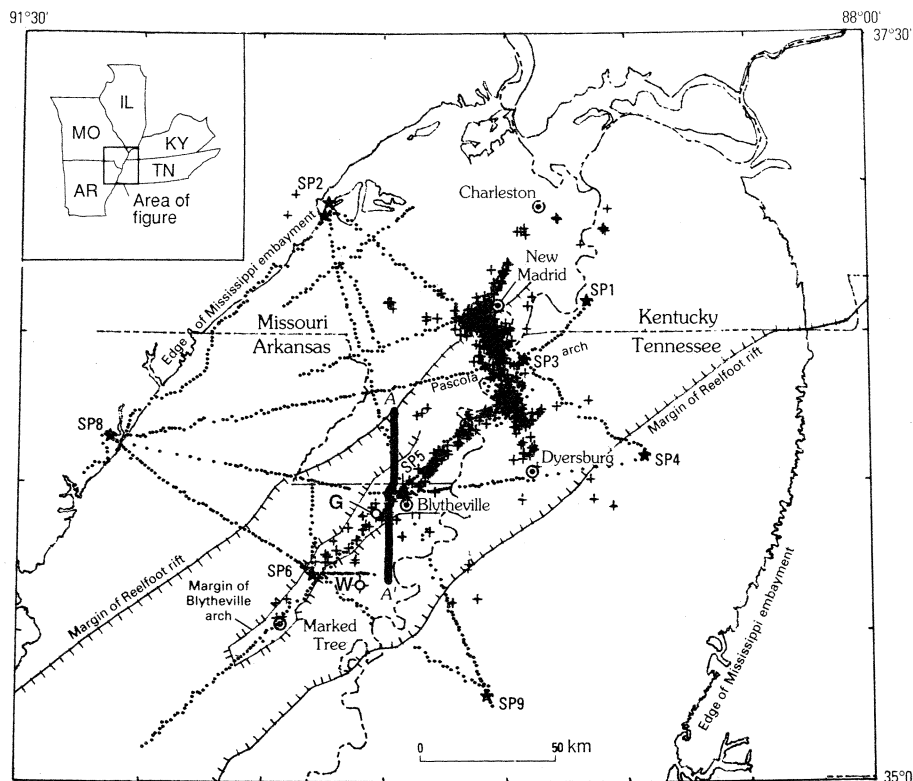 91°30'
88°00'
37°30'
IL
MO
KY
TN
AR
Area of
figure
SP2
Charleston
Edge of Mississippi embayment
New
Madrid
SP1
Missouri
Arkansas
Kentucky
Tennessee
SP3
arch
Pascola
Margin of Reelfoot rift
A
SP8
SP5
Dyersburg
SP4
G
Blytheville
SP6
W
A'
Margin of Reelfoot rift
Margin of
Blytheville
arch
Marked
Tree
SP9
Edge of Mississippi embayment
0
50 km
35°0